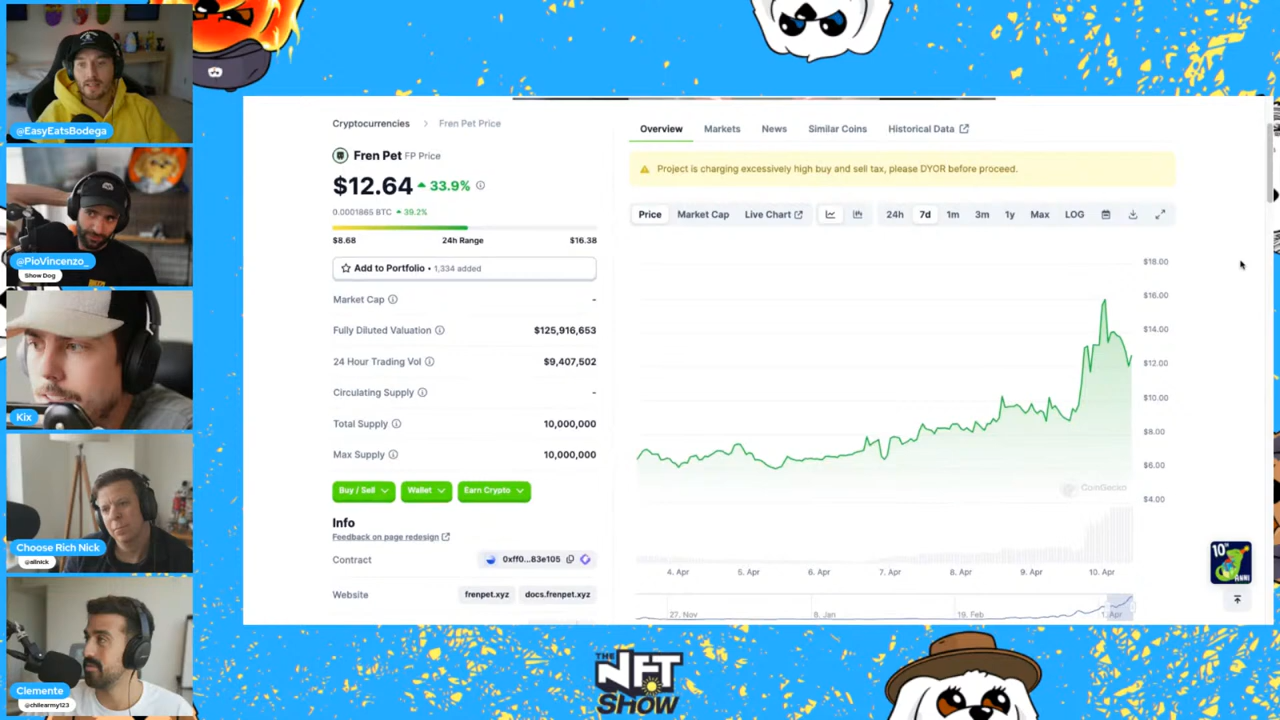 @EasyEatsBodega
@PioVincenzo_
Show Dog
Kix
Choose Rich Nick
@allnick
Clemente
@chilearmy123
Cryptocurrencies > Fren Pet Price
Fren Pet FP Price
$12.64 33.9%
0.0001865 BTC 39.2%
$8.68 24h Range $16.38
Add to Portfolio • 1,334 added
Market Cap -
Fully Diluted Valuation $125,916,653
24 Hour Trading Vol $9,407,502
Circulating Supply -
Total Supply 10,000,000
Max Supply 10,000,000
Buy / Sell Wallet Earn Crypto
Info
Feedback on page redesign
Contract 0xff0...83e105
Website frenpet.xyz docs.frenpet.xyz
Overview Markets News Similar Coins Historical Data
Project is charging excessively high buy and sell tax, please DYOR before proceed.
Price Market Cap Live Chart 24h 7d 1m 3m 1y Max LOG
$18.00
$16.00
$14.00
$12.00
$10.00
$8.00
$6.00
$4.00
CoinGecko
4. Apr 5. Apr 6. Apr 7. Apr 8. Apr 9. Apr 10. Apr
27. Nov 8. Jan 19. Feb 1. Apr
THE
NFT
SHOW